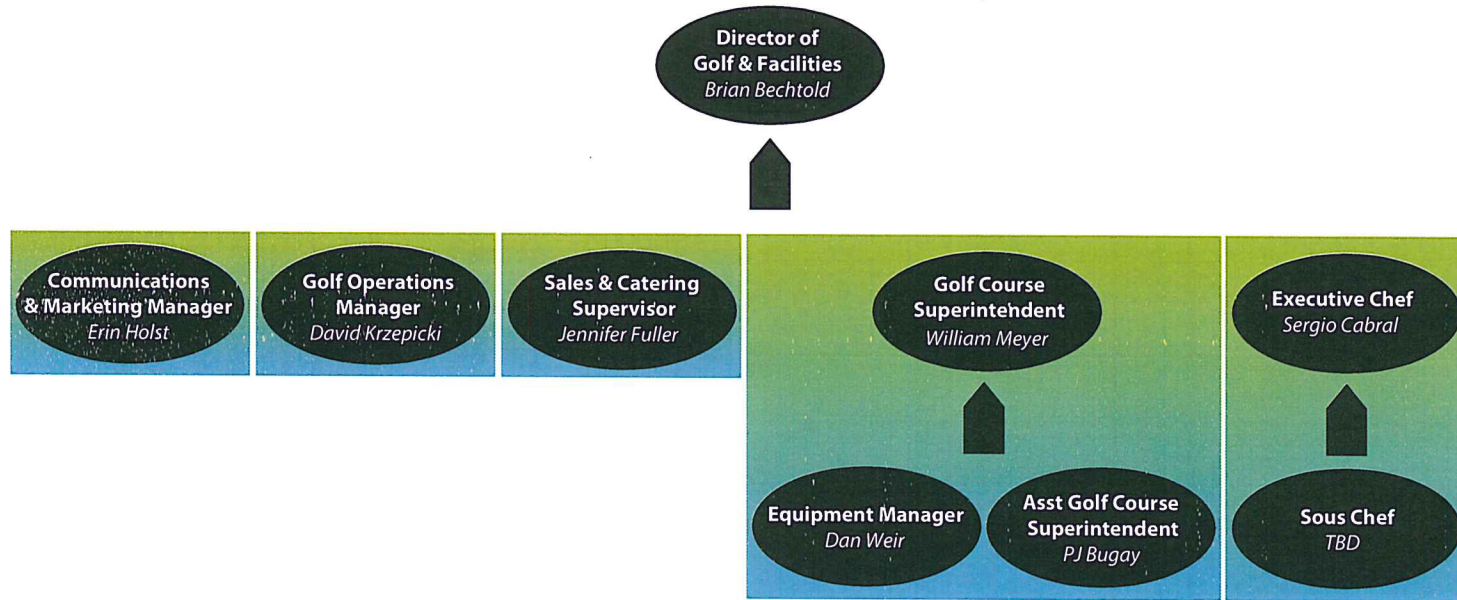 Director of
Golf & Facilities
Brian Bechtold
Communications
& Marketing Manager
Erin Holst
Golf Operations
Manager
David Krzepicki
Sales & Catering
Supervisor
Jennifer Fuller
Golf Course
Superintendent
William Meyer
Executive Chef
Sergio Cabral
Equipment Manager
Dan Weir
Asst Golf Course
Superintendent
PJ Bugay
Sous Chef
TBD